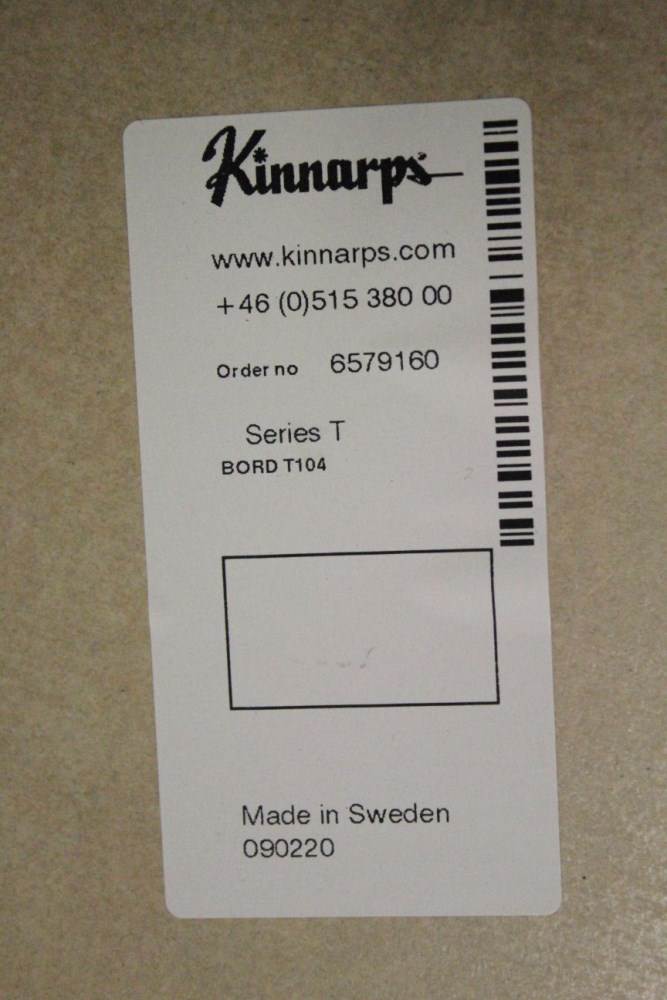 Kinnarps
www.kinnarps.com
+46 (0)515 380 00
Order no 6579160
Series T
BORD T104
Made in Sweden
090220